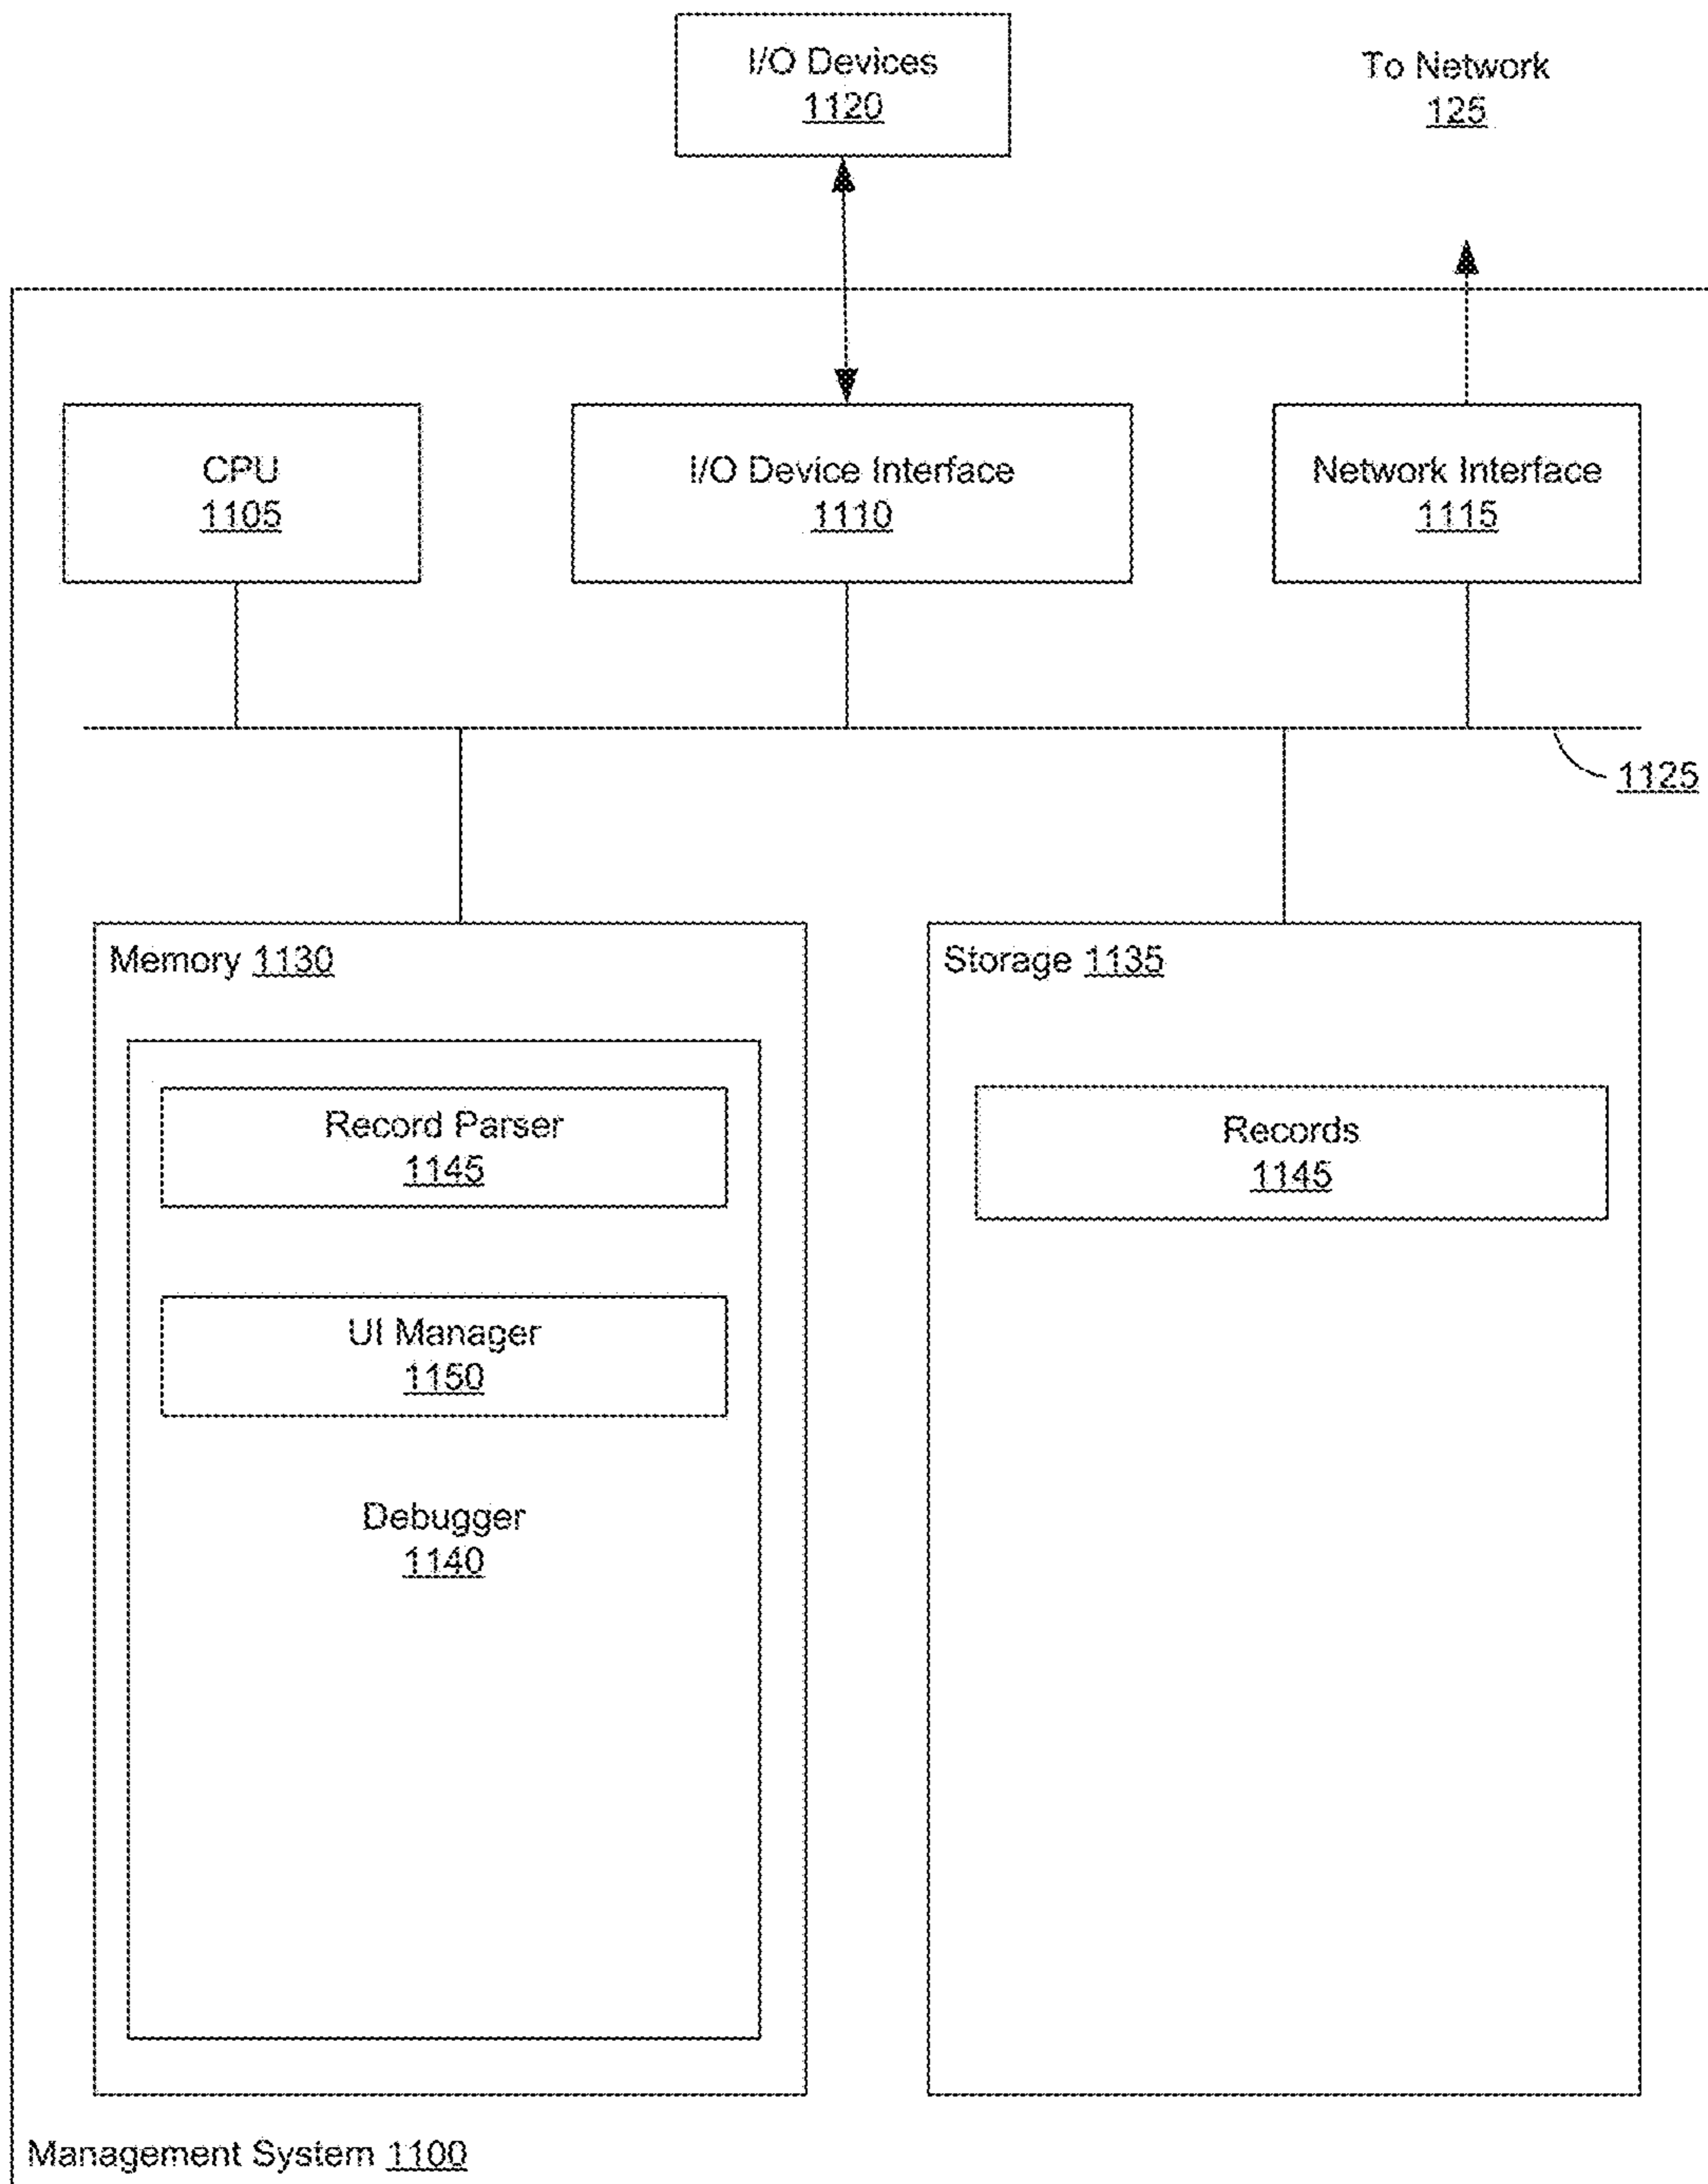 I/O Devices
1120
To Network
125
CPU
1105
I/O Device Interface
1110
Network Interface
1115
1125
Memory 1130
Storage 1135
Record Parser
1145
Records
1145
UI Manager
1150
Debugger
1140
Management System 1100